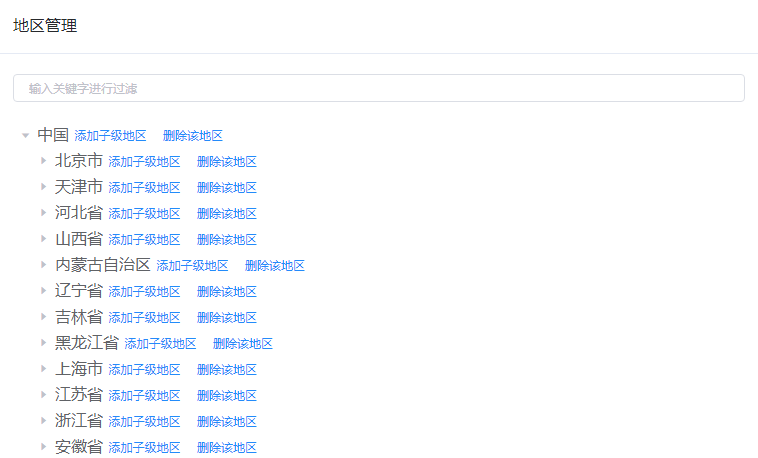 地区管理
输入关键字进行过滤
中国 添加子级地区 删除该地区
北京市 添加子级地区 删除该地区
天津市 添加子级地区 删除该地区
河北省 添加子级地区 删除该地区
山西省 添加子级地区 删除该地区
内蒙古自治区 添加子级地区 删除该地区
辽宁省 添加子级地区 删除该地区
吉林省 添加子级地区 删除该地区
黑龙江省 添加子级地区 删除该地区
上海市 添加子级地区 删除该地区
江苏省 添加子级地区 删除该地区
浙江省 添加子级地区 删除该地区
安徽省 添加子级地区 删除该地区